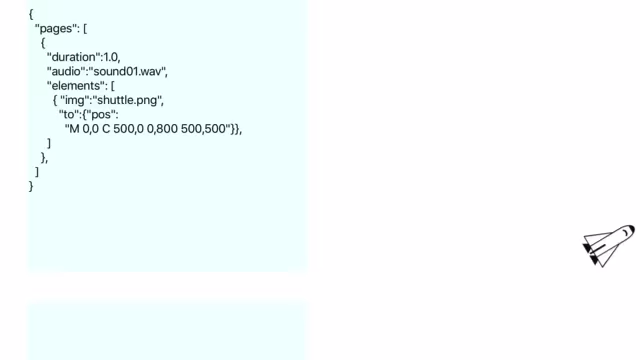 {
"pages": [
{
"duration":1.0,
"audio":"sound01.wav",
"elements": [
{ "img":"shuttle.png",
"to":{"pos":
"M 0,0 C 500,0 0,800 500,500"}},
]
},
]
}